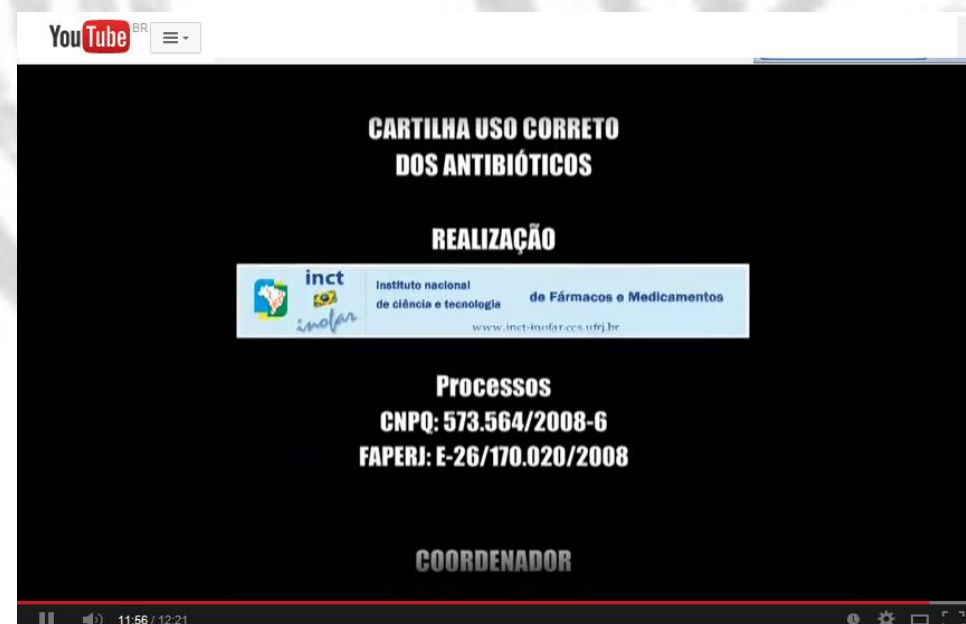 YouTube BR
CARTILHA USO CORRETO
DOS ANTIBIÓTICOS
REALIZAÇÃO
inct
inofar
Instituto nacional
de ciência e tecnologia
de Fármacos e Medicamentos
www.inct-inofar.ccs.ufrj.br
Processos
CNPQ: 573.564/2008-6
FAPERJ: E-26/170.020/2008
COORDENADOR
11:56 / 12:21